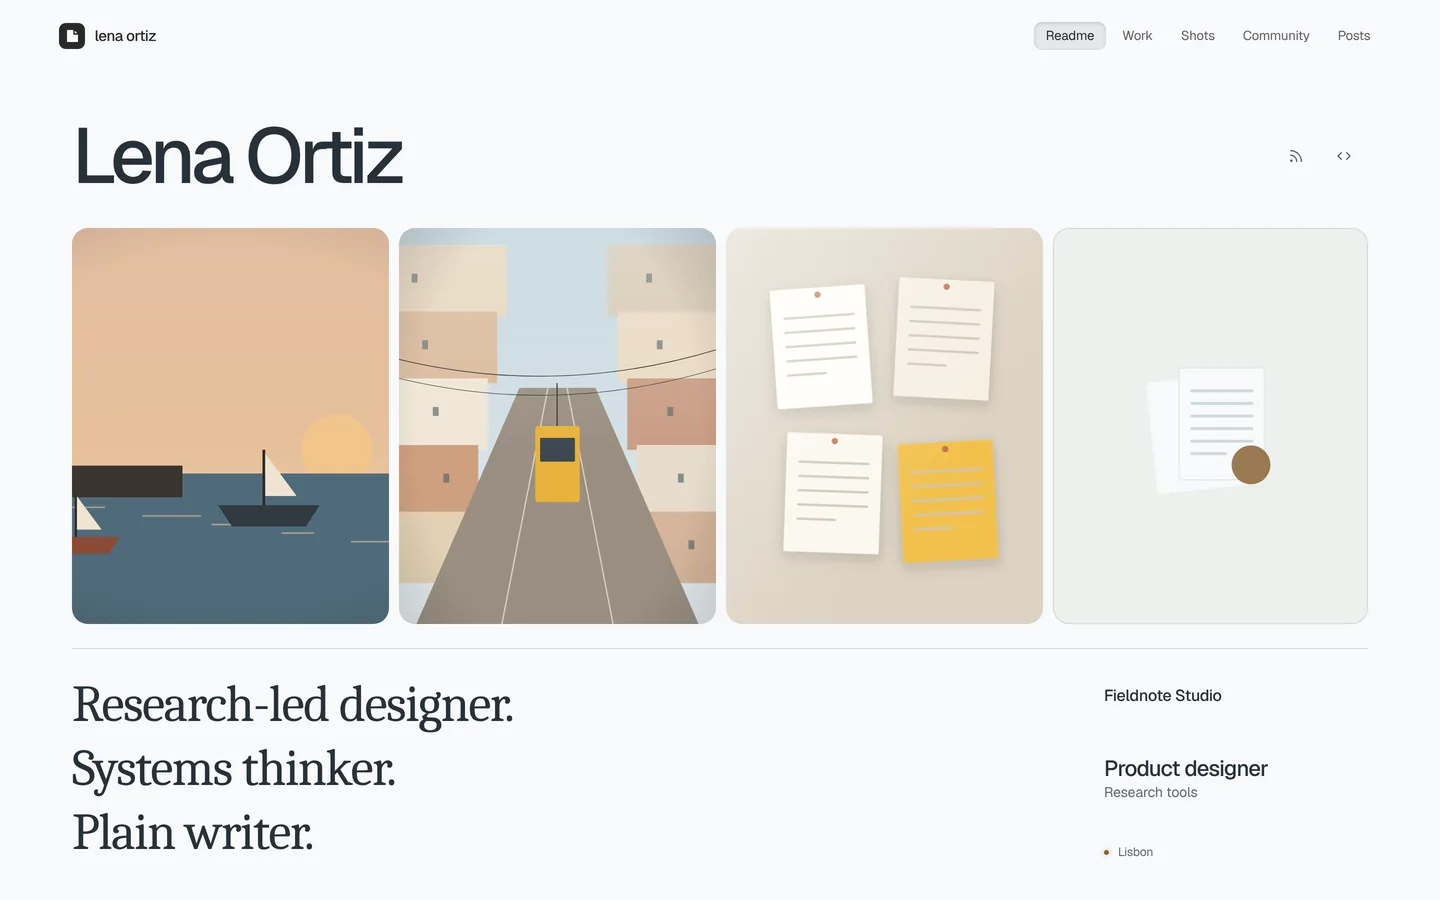 lena ortiz
Readme
Work
Shots
Community
Posts
Lena Ortiz
Research-led designer.
Systems thinker.
Plain writer.
Fieldnote Studio
Product designer
Research tools
Lisbon